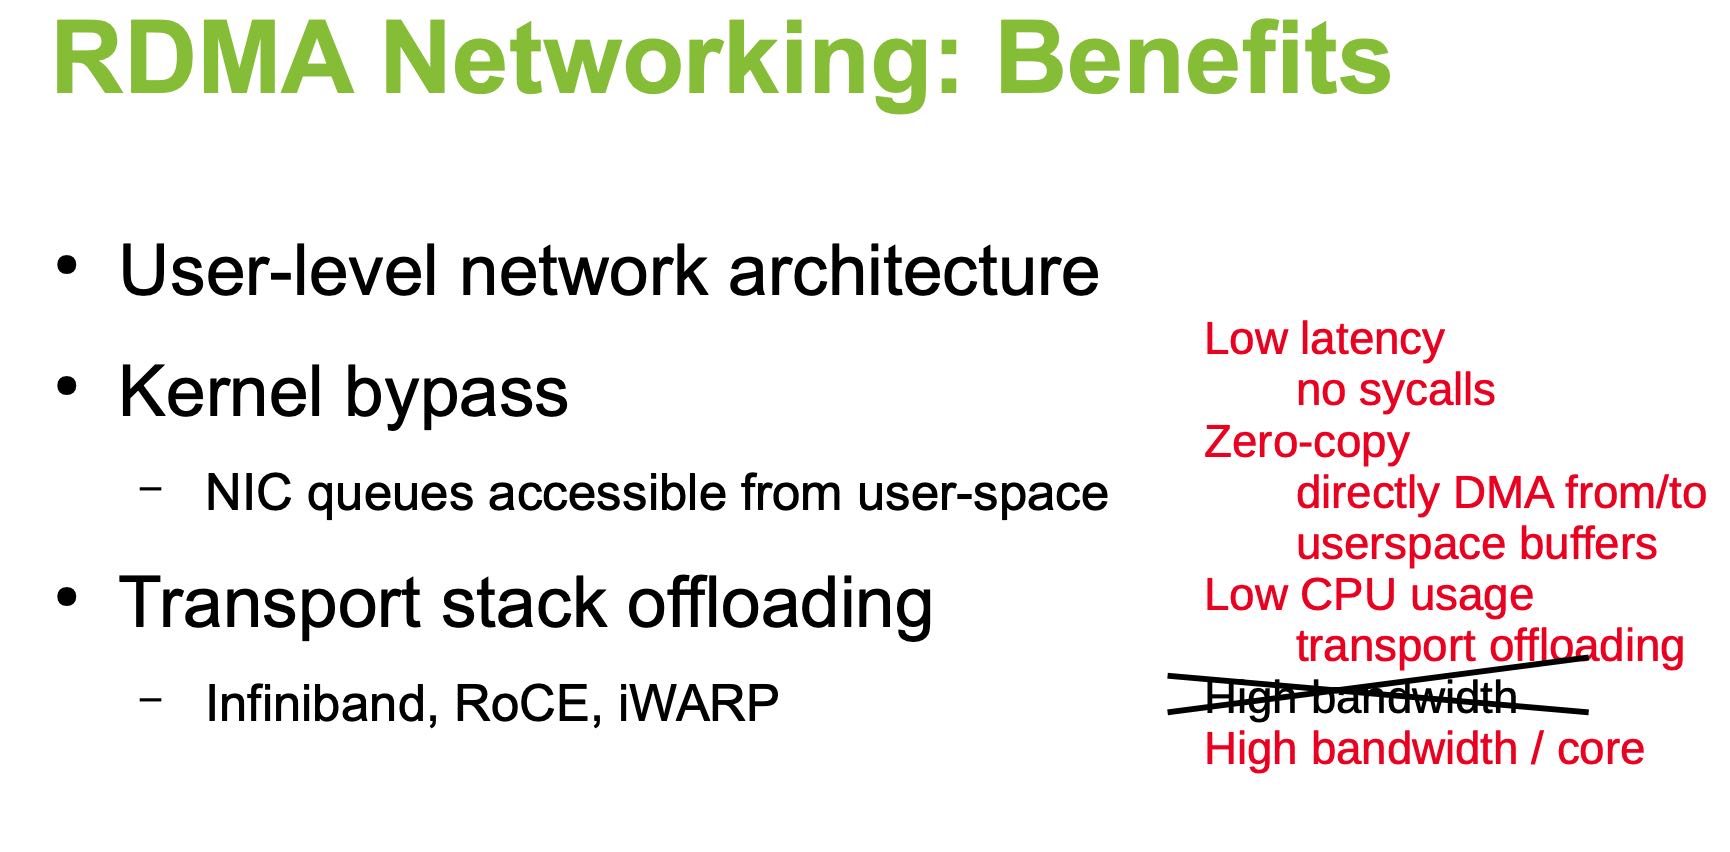 RDMA Networking: Benefits
• User-level network architecture
• Kernel bypass
– NIC queues accessible from user-space
• Transport stack offloading
– Infiniband, RoCE, iWARP
Low latency
no sycalls
Zero-copy
directly DMA from/to
userspace buffers
Low CPU usage
transport offloading
High bandwidth
High bandwidth / core